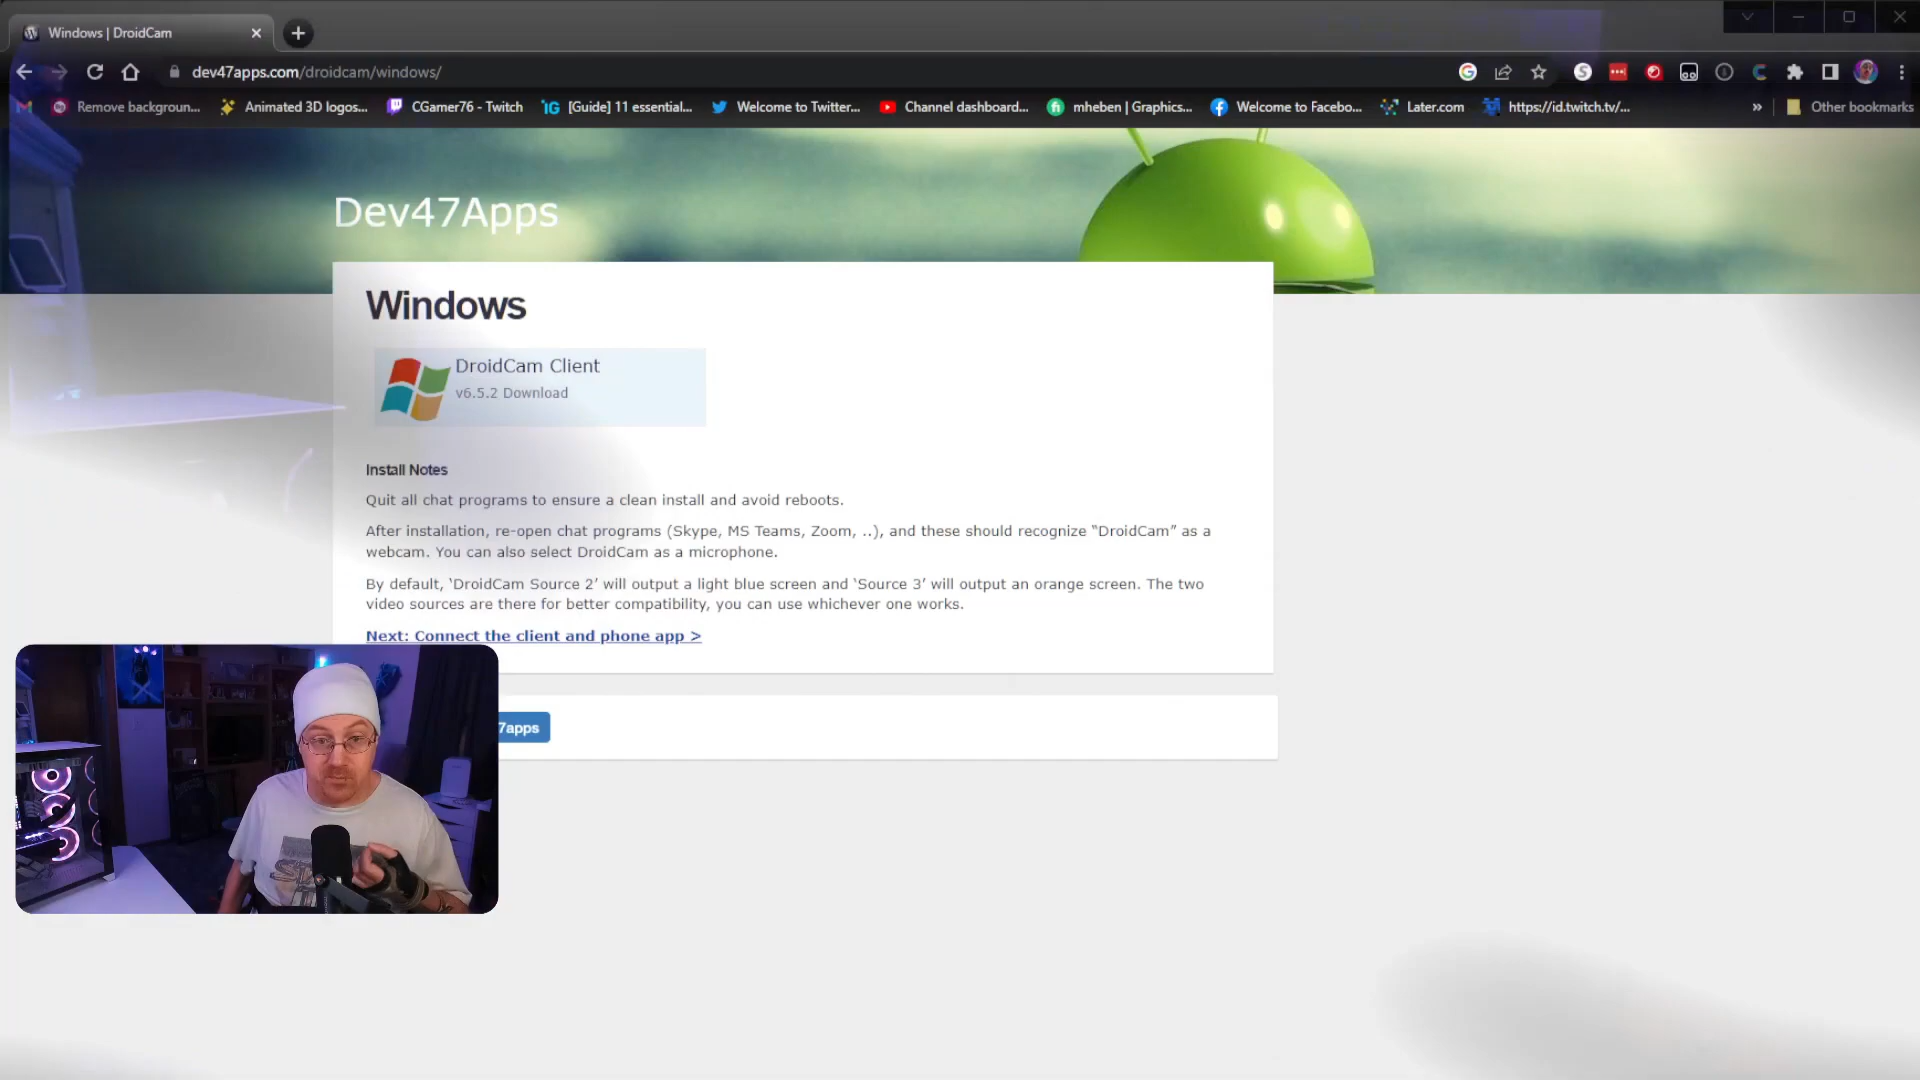 Windows | DroidCam
dev47apps.com/droidcam/windows/
Remove backgroun... Animated 3D logos... CGamer76 - Twitch [Guide] 11 essential... Welcome to Twitter... Channel dashboard... mheben | Graphics... Welcome to Facebo... Later.com https://id.twitch.tv/... » Other bookmarks
Dev47Apps
Windows
DroidCam Client
v6.5.2 Download
Install Notes
Quit all chat programs to ensure a clean install and avoid reboots.
After installation, re-open chat programs (Skype, MS Teams, Zoom, ..), and these should recognize “DroidCam” as a
webcam. You can also select DroidCam as a microphone.
By default, ‘DroidCam Source 2’ will output a light blue screen and ‘Source 3’ will output an orange screen. The two
video sources are there for better compatibility, you can use whichever one works.
Next: Connect the client and phone app >
7apps